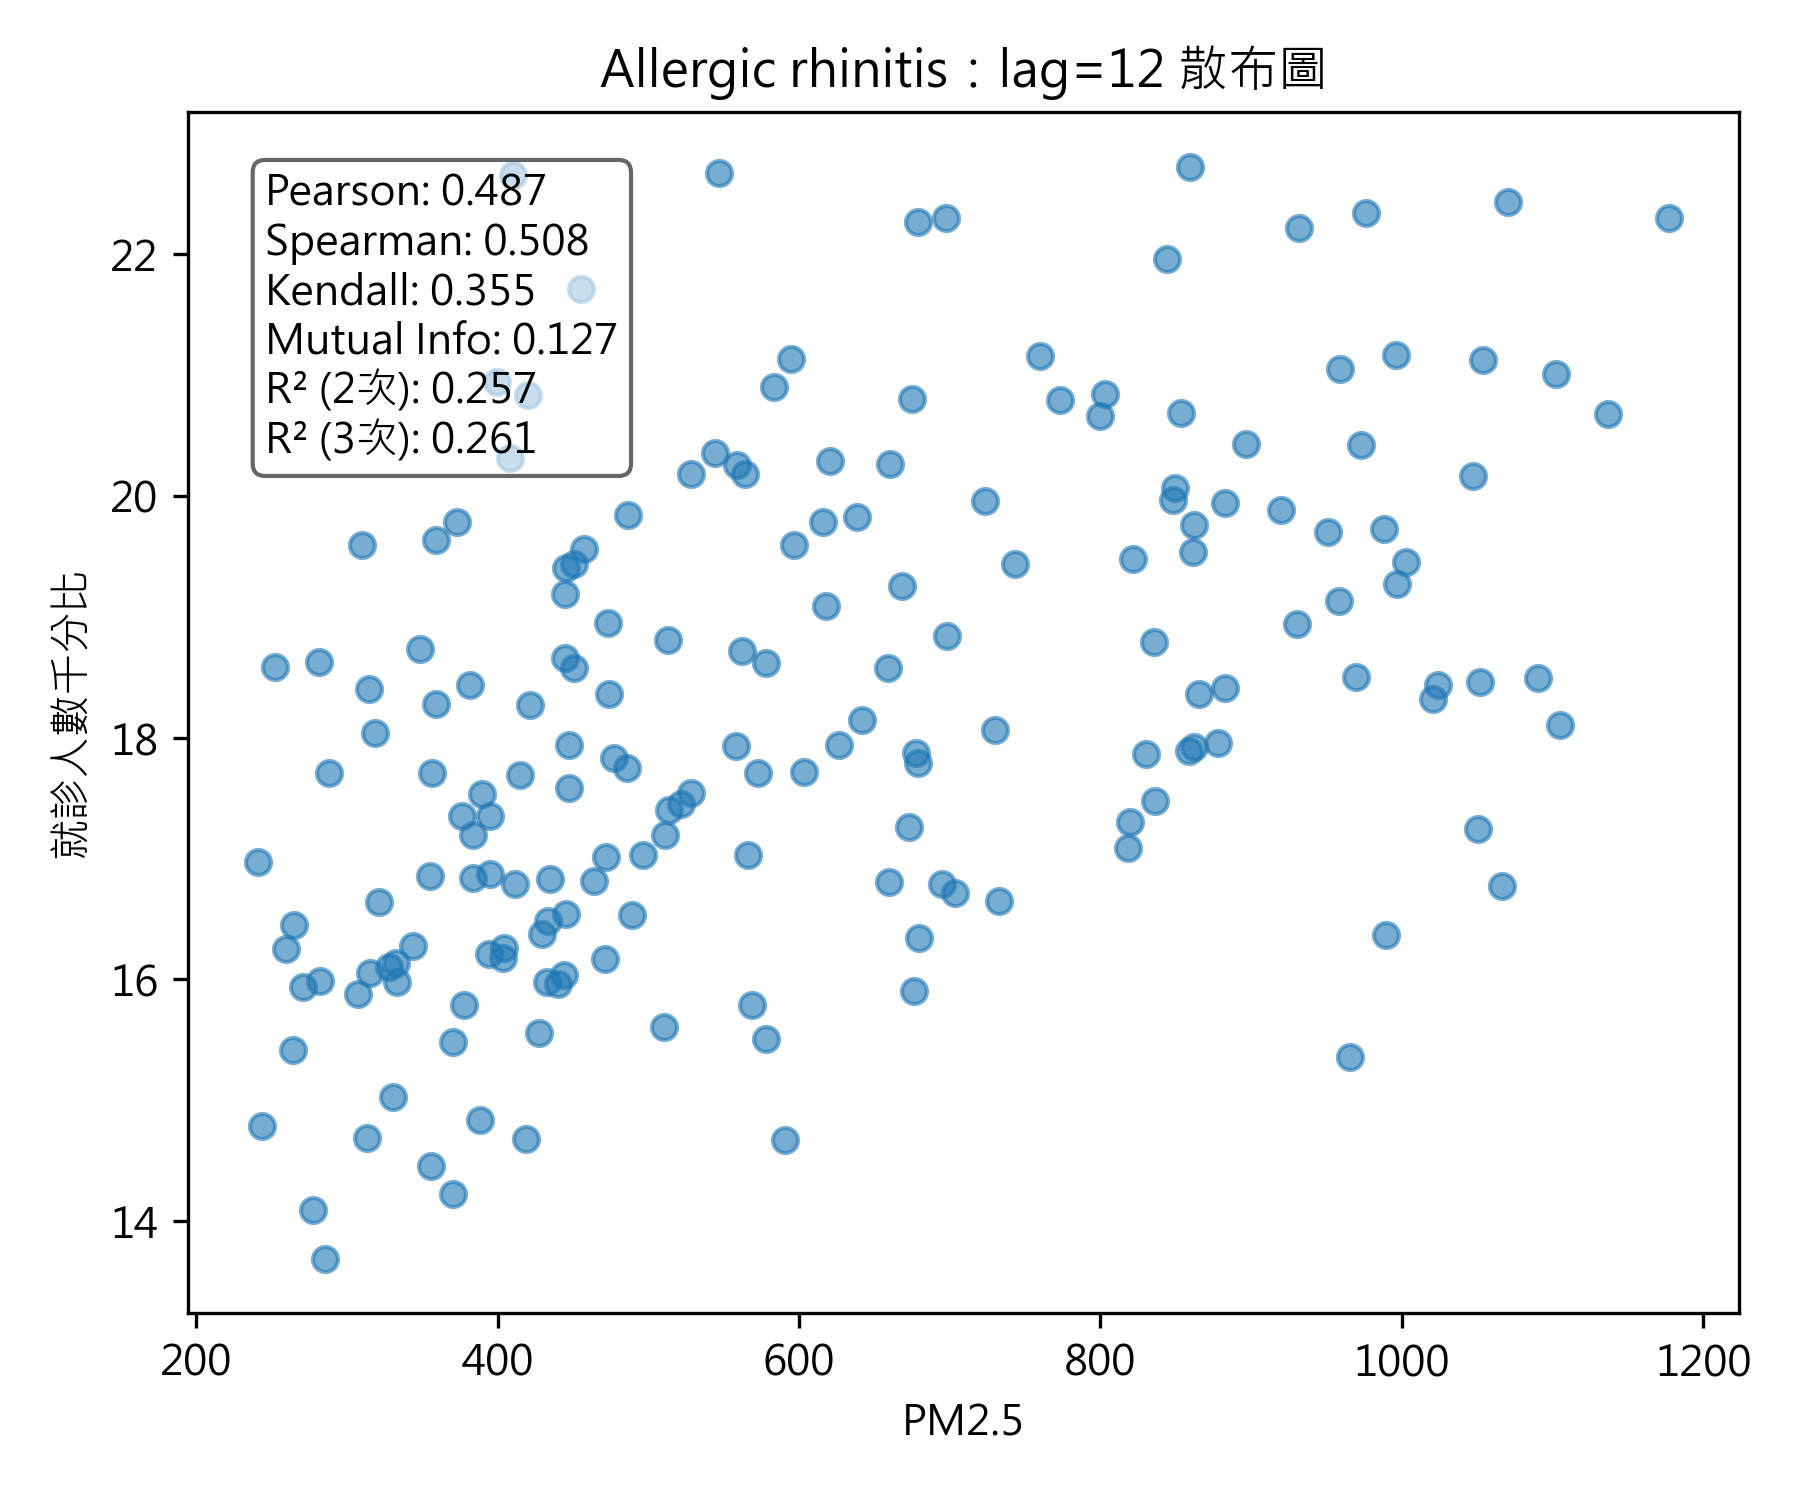 Allergic rhinitis：lag=12 散布圖
Pearson: 0.487
Spearman: 0.508
Kendall: 0.355
Mutual Info: 0.127
R² (2次): 0.257
R² (3次): 0.261
就診人數千分比
22
20
18
16
14
200 400 600 800 1000 1200
PM2.5